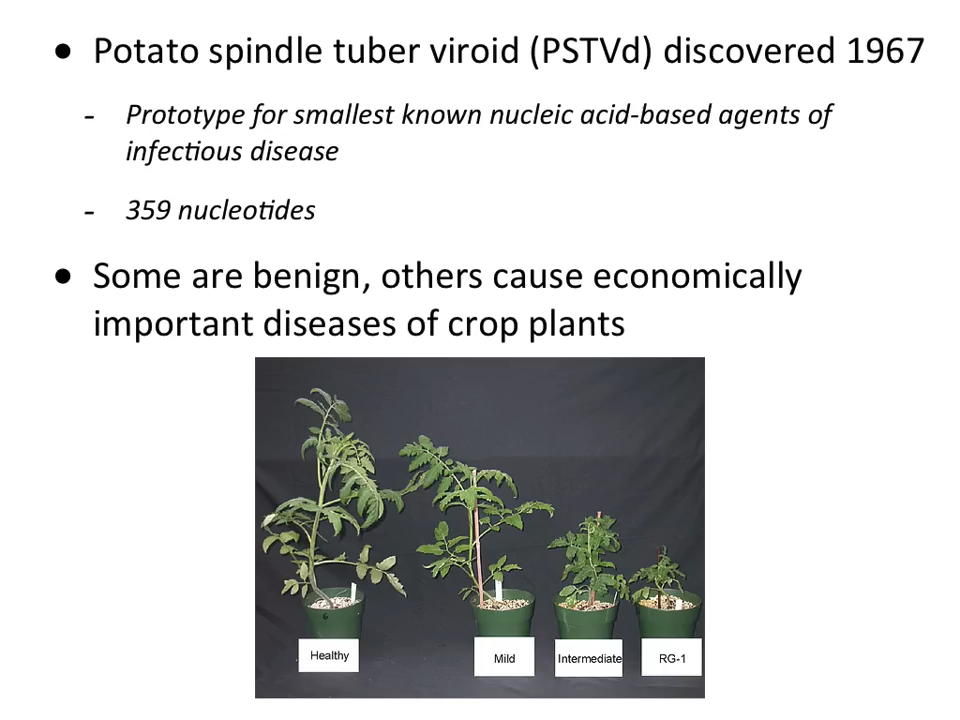 • Potato spindle tuber viroid (PSTVd) discovered 1967
- Prototype for smallest known nucleic acid-based agents of
infectious disease
- 359 nucleotides
• Some are benign, others cause economically
important diseases of crop plants
Healthy
Mild
Intermediate
RG-1